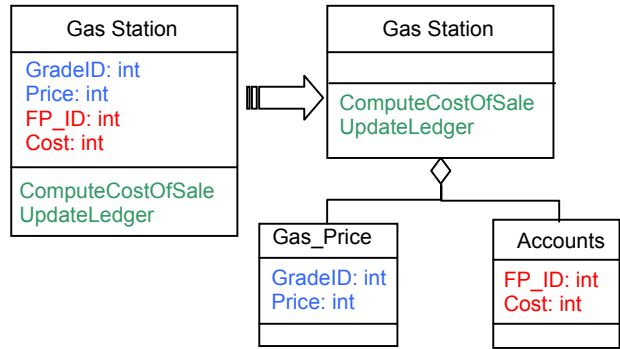 Gas Station
GradeID: int
Price: int
FP_ID: int
Cost: int
ComputeCostOfSale
UpdateLedger
Gas Station
ComputeCostOfSale
UpdateLedger
Gas_Price
GradeID: int
Price: int
Accounts
FP_ID: int
Cost: int